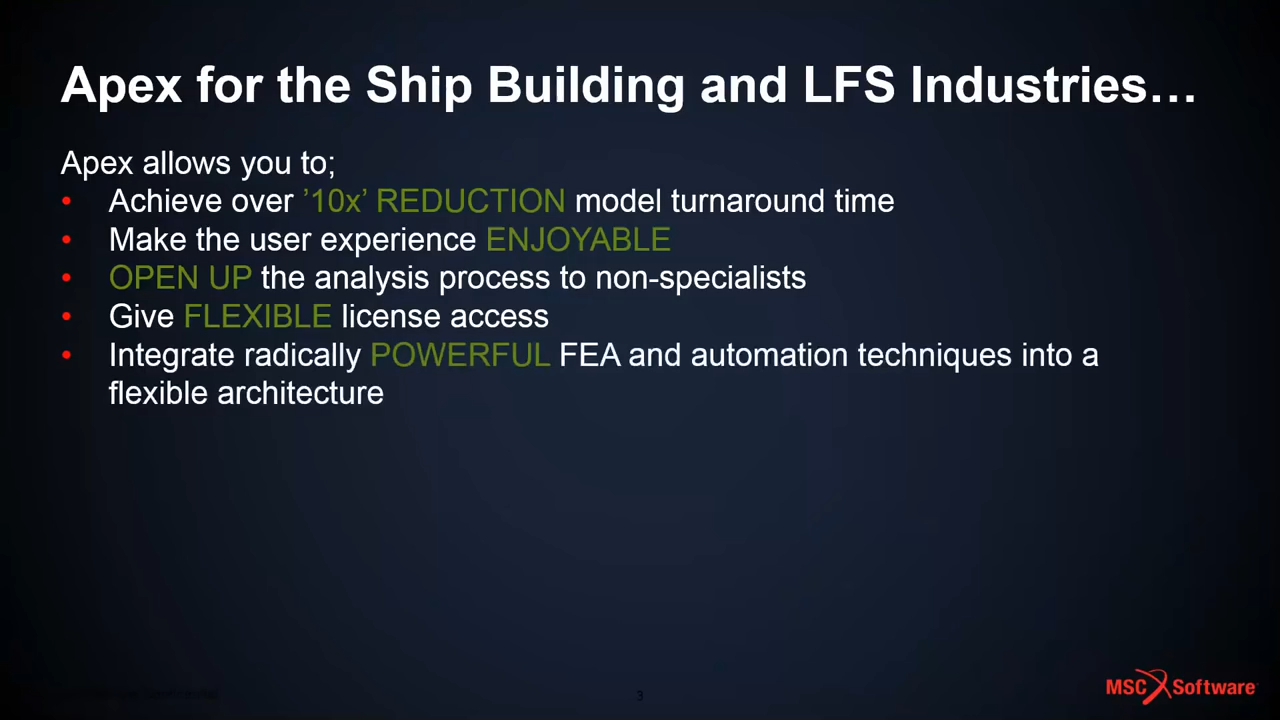 Apex for the Ship Building and LFS Industries…
Apex allows you to;
• Achieve over ’10x’ REDUCTION model turnaround time
• Make the user experience ENJOYABLE
• OPEN UP the analysis process to non-specialists
• Give FLEXIBLE license access
• Integrate radically POWERFUL FEA and automation techniques into a
flexible architecture
3
MSC Software